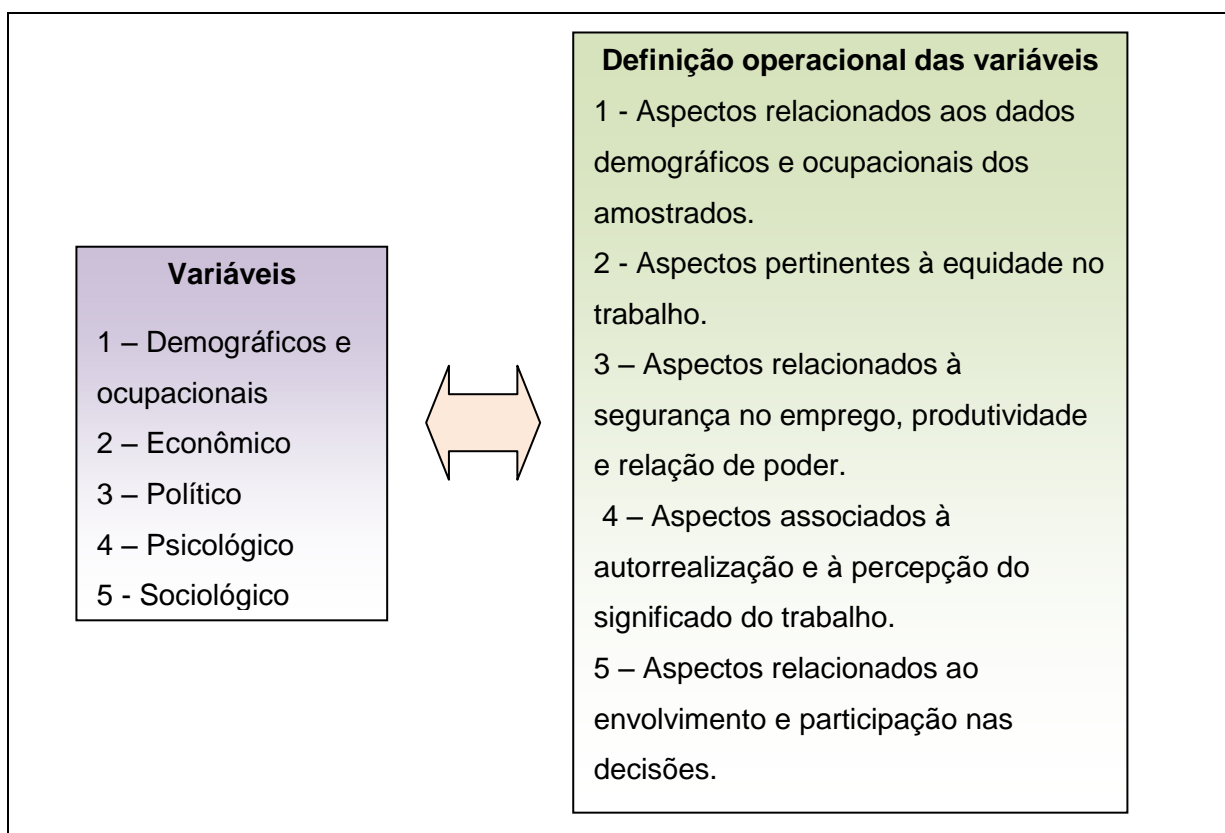 Variáveis
1 – Demográficos e
ocupacionais
2 – Econômico
3 – Político
4 – Psicológico
5 - Sociológico
Definição operacional das variáveis
1 - Aspectos relacionados aos dados
demográficos e ocupacionais dos
amostrados.
2 - Aspectos pertinentes à equidade no
trabalho.
3 – Aspectos relacionados à
segurança no emprego, produtividade
e relação de poder.
4 – Aspectos associados à
autorrealização e à percepção do
significado do trabalho.
5 – Aspectos relacionados ao
envolvimento e participação nas
decisões.